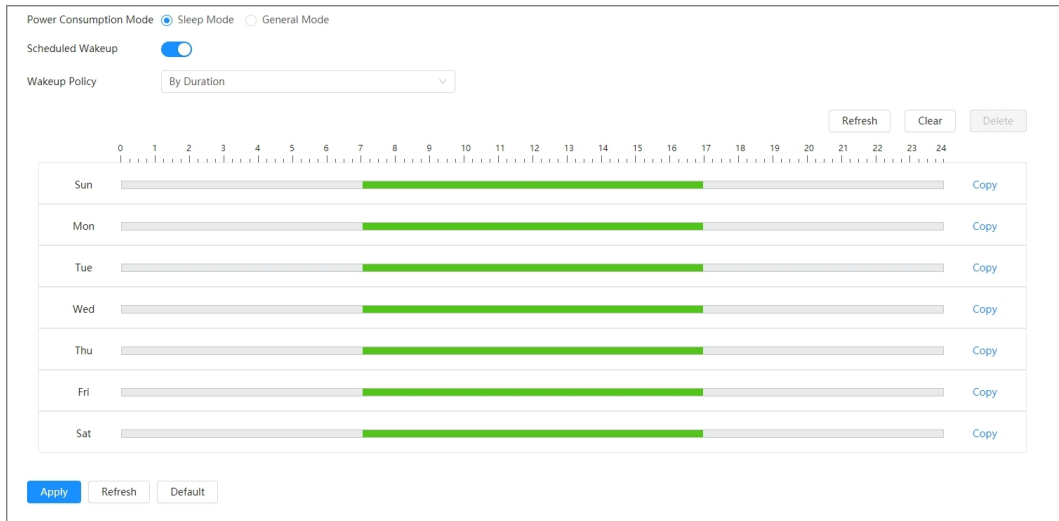 Power Consumption Mode Sleep Mode General Mode
Scheduled Wakeup
Wakeup Policy By Duration
Refresh Clear Delete
0 1 2 3 4 5 6 7 8 9 10 11 12 13 14 15 16 17 18 19 20 21 22 23 24
Sun Copy
Mon Copy
Tue Copy
Wed Copy
Thu Copy
Fri Copy
Sat Copy
Apply Refresh Default